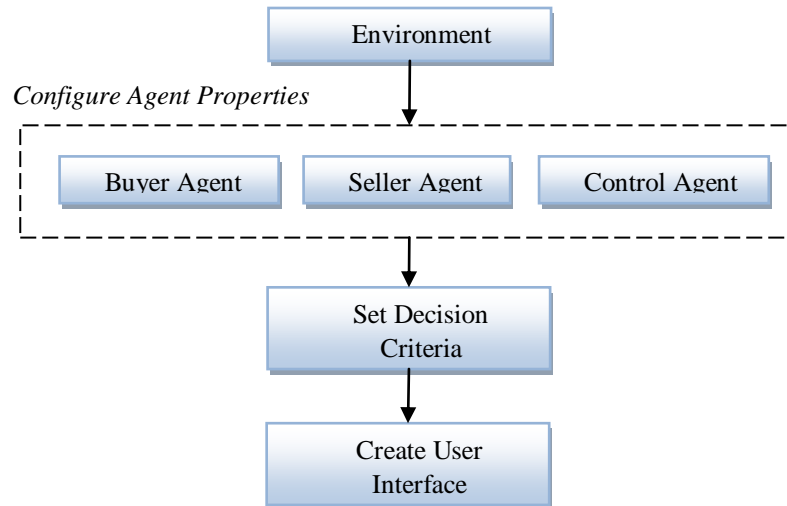 Environment
Configure Agent Properties
Buyer Agent
Seller Agent
Control Agent
Set Decision
Criteria
Create User
Interface